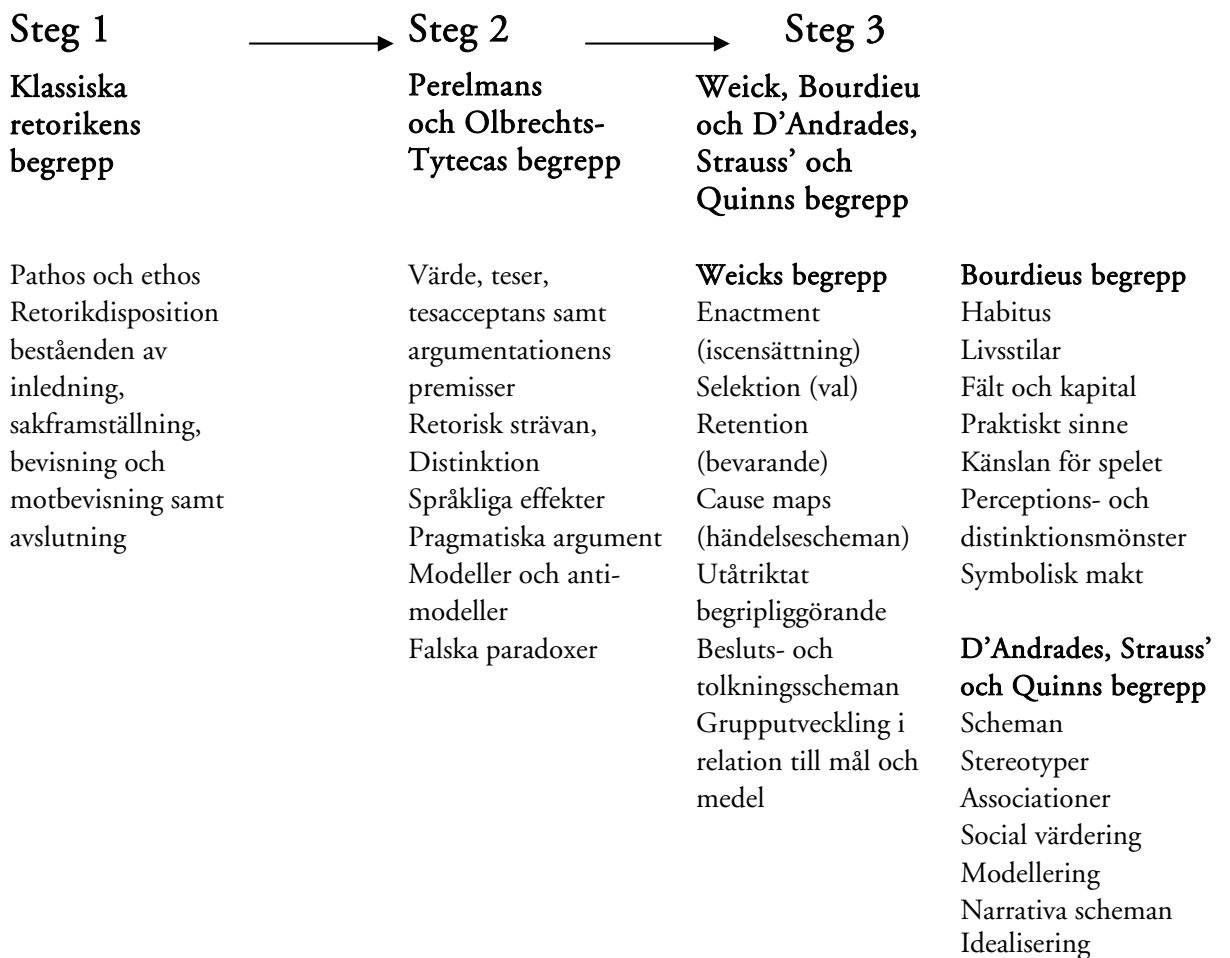 Steg 1
Steg 2
Steg 3
Klassiska
retorikens
begrepp
Perelmans
och Olbrechts-
Tytecas begrepp
Weick, Bourdieu
och D’Andrades,
Strauss’ och
Quinns begrepp
Pathos och ethos
Retorikdisposition
beståenden av
inledning,
sakframställning,
bevisning och
motbevisning samt
avslutning
Värde, teser,
tesacceptans samt
argumentationens
premisser
Retorisk strävan,
Distinktion
Språkliga effekter
Pragmatiska argument
Modeller och anti-
modeller
Falska paradoxer
Weicks begrepp
Enactment
(iscensättning)
Selektion (val)
Retention
(bevarande)
Cause maps
(händelsescheman)
Utåtriktat
begripliggörande
Besluts- och
tolkningsscheman
Grupputveckling i
relation till mål och
medel
Bourdieus begrepp
Habitus
Livsstilar
Fält och kapital
Praktiskt sinne
Känslan för spelet
Perceptions- och
distinktionsmönster
Symbolisk makt
D’Andrades, Strauss’
och Quinns begrepp
Scheman
Stereotyper
Associationer
Social värdering
Modellering
Narrativa scheman
Idealisering